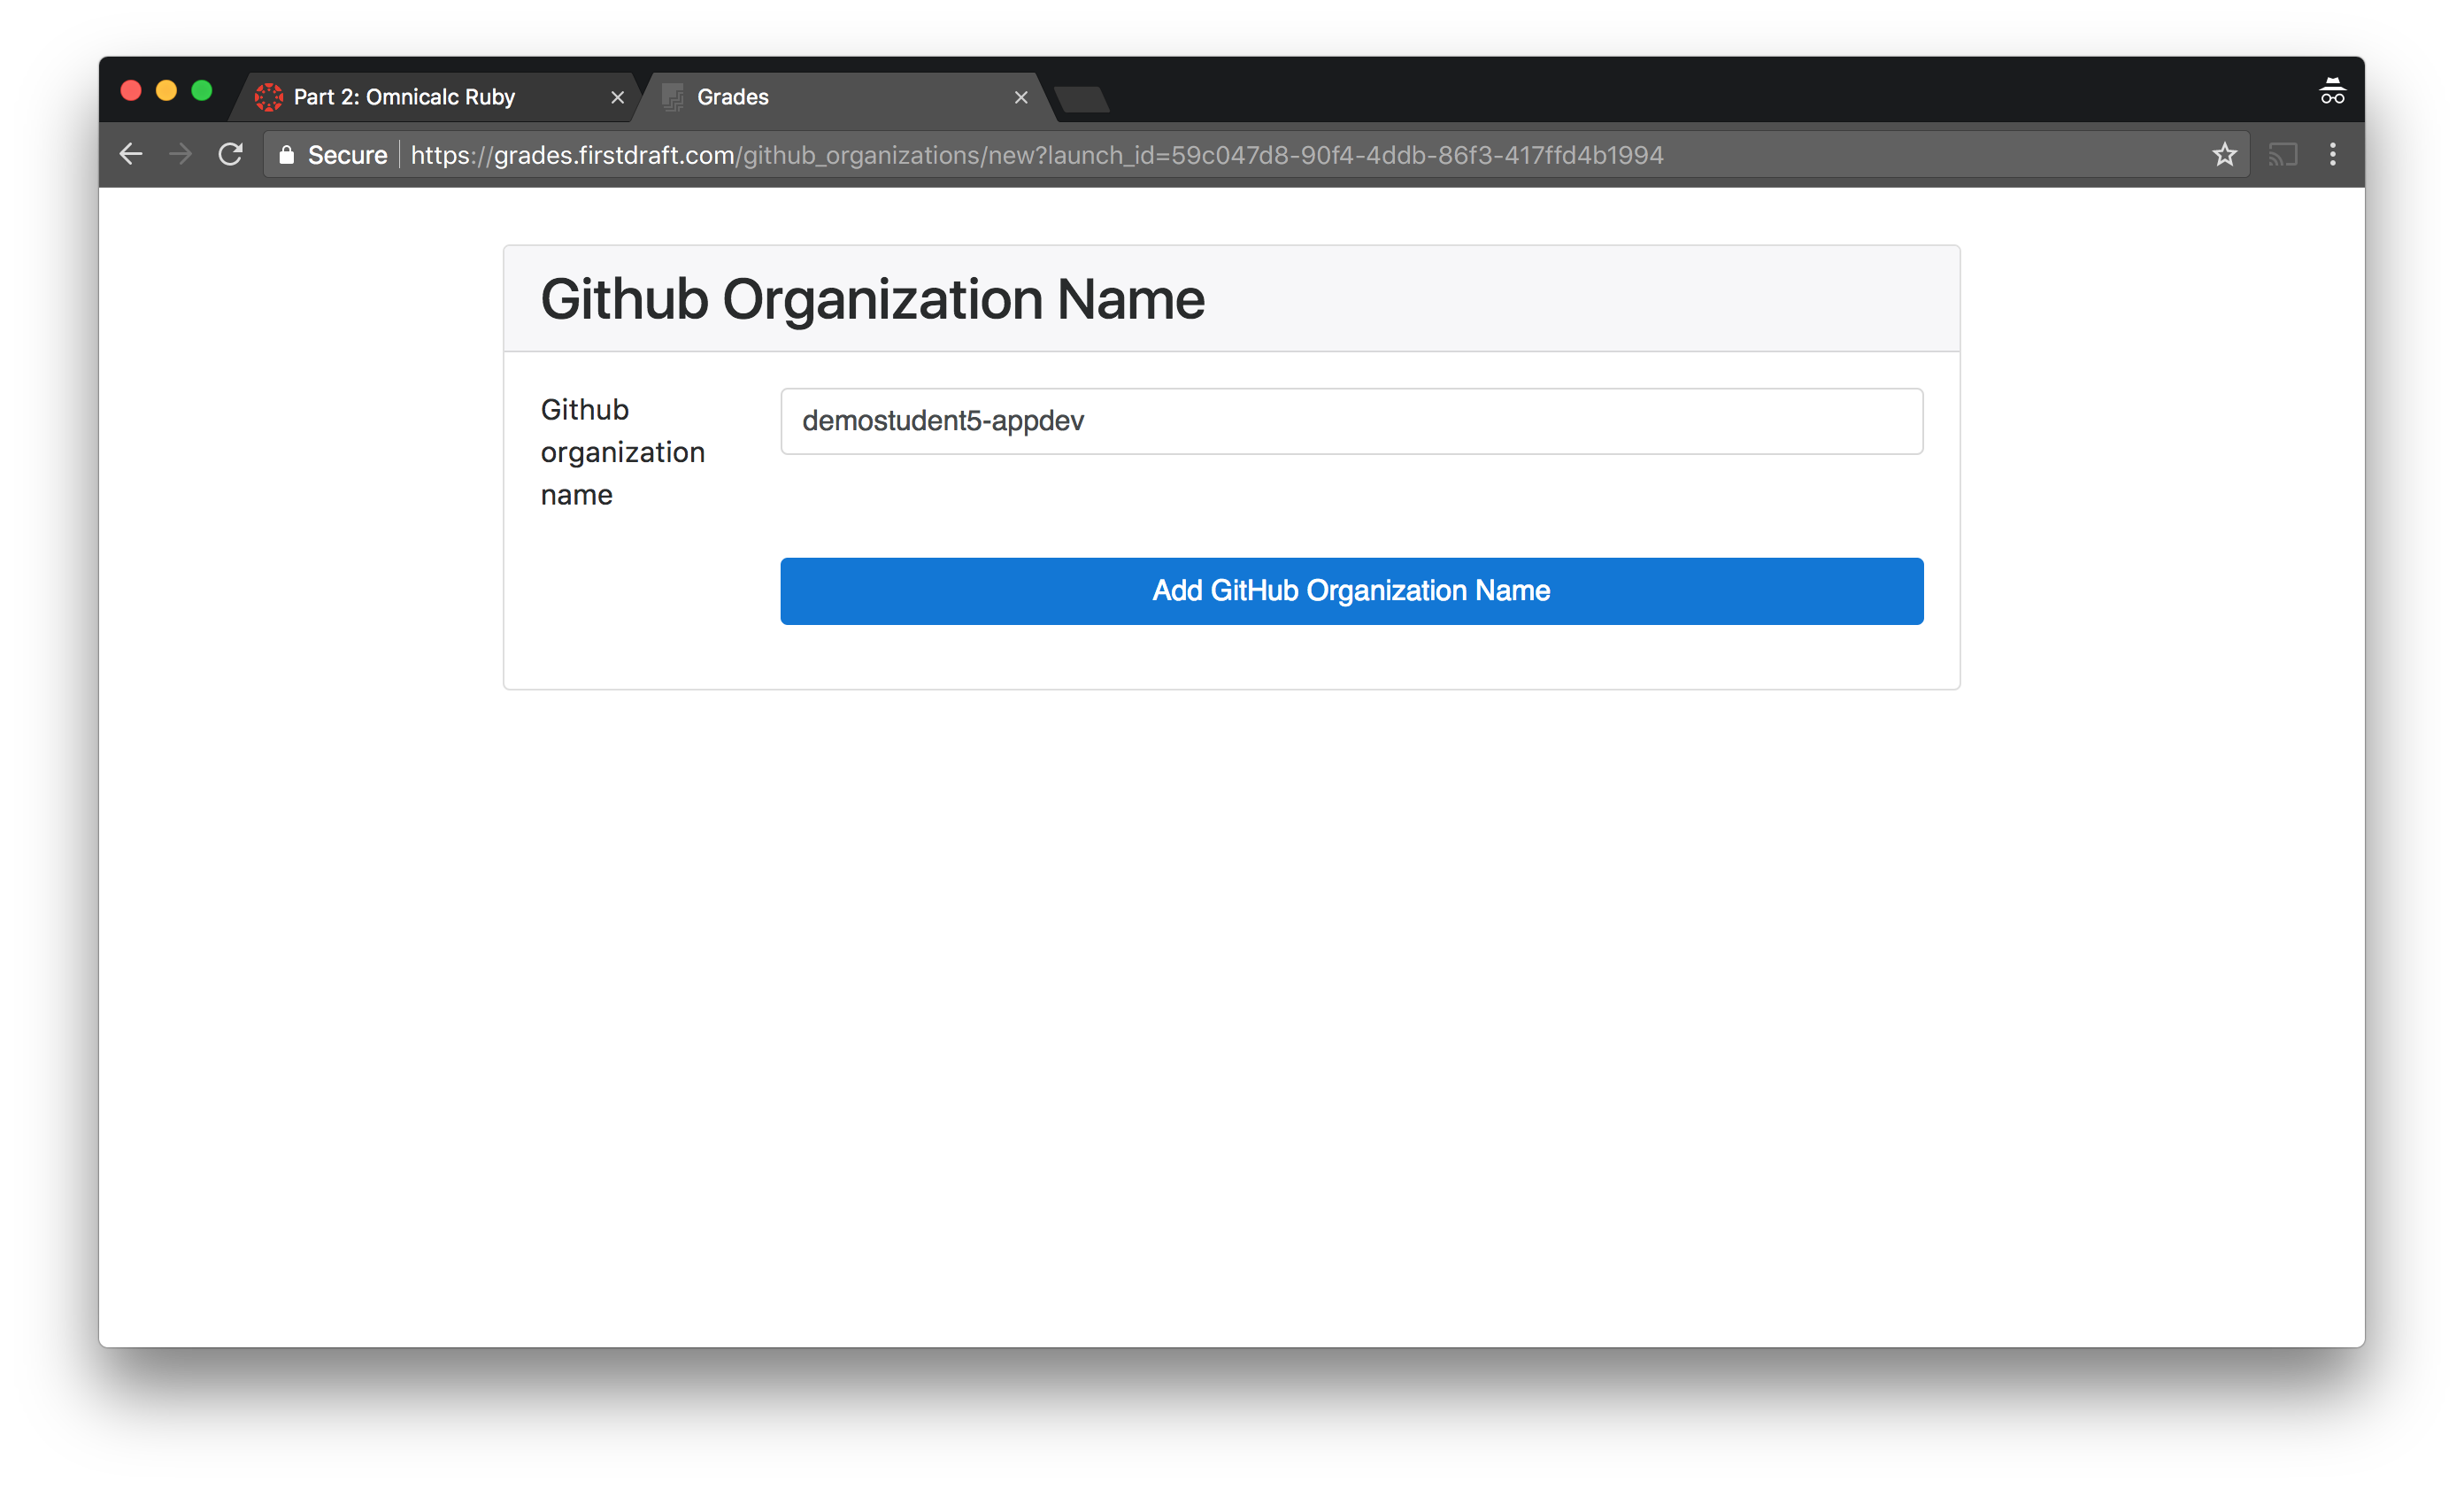 Part 2: Omnicalc Ruby
Grades
Secure https://grades.firstdraft.com/github_organizations/new?launch_id=59c047d8-90f4-4ddb-86f3-417ffd4b1994
Github Organization Name
Github
organization
name
demostudent5-appdev
Add GitHub Organization Name